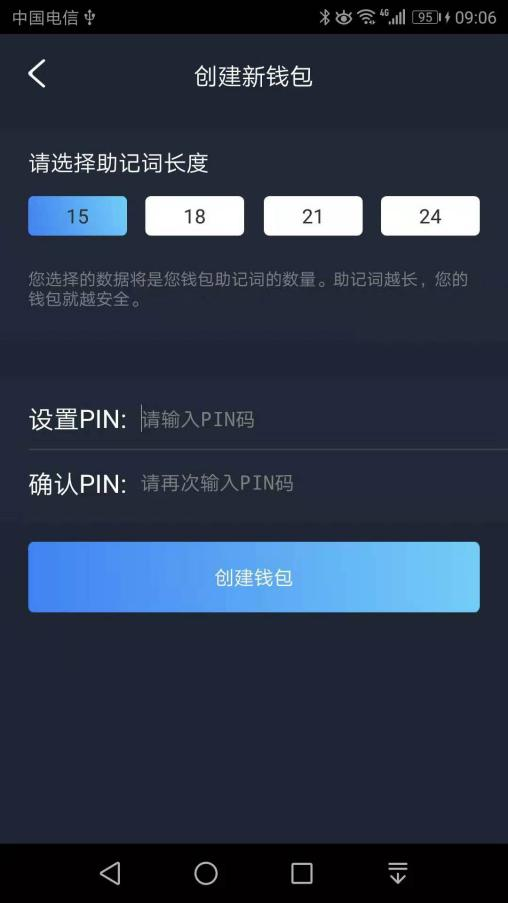 中国电信 4G 95 09:06
创建新钱包
请选择助记词长度
15 18 21 24
您选择的数据将是您钱包助记词的数量。助记词越长，您的
钱包就越安全。
设置PIN: 请输入PIN码
确认PIN: 请再次输入PIN码
创建钱包